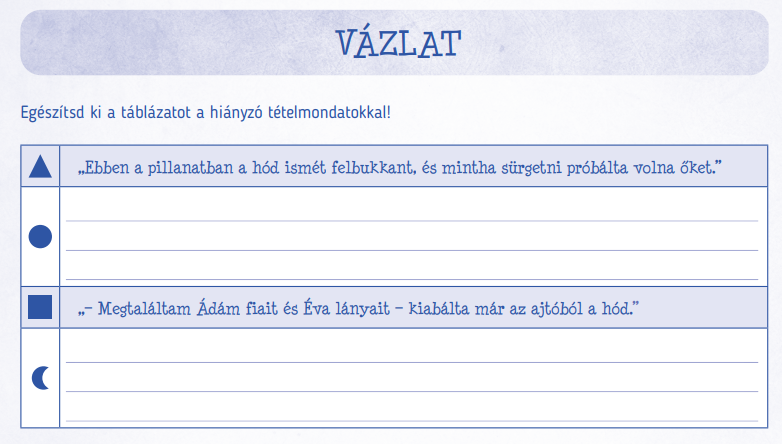 VÁZLAT
Egészítsd ki a táblázatot a hiányzó tételmondatokkal!
„Ebben a pillanatban a hód ismét felbukkant, és mintha sürgetni próbálta volna őket.”
„– Megtaláltam Ádám fiait és Éva lányait – kiabálta már az ajtóból a hód.”